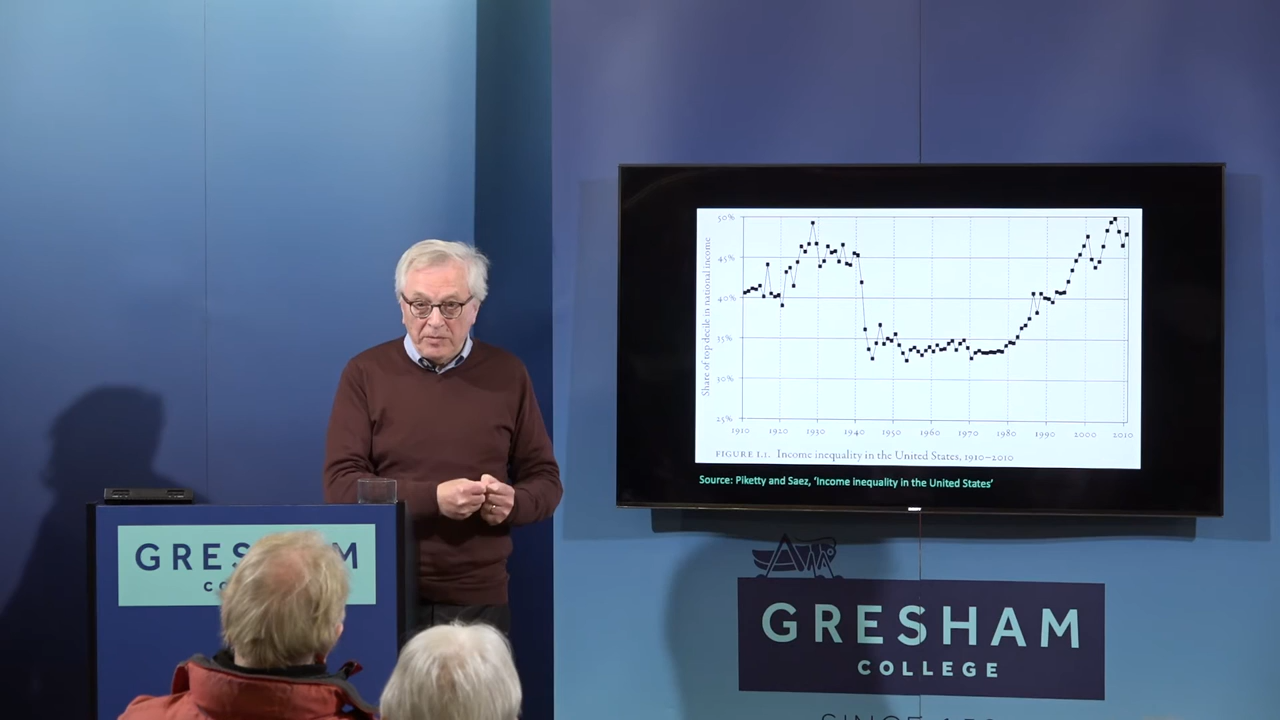 50%
45%
40%
35%
30%
25%
Share of top decile in national income
1910 1920 1930 1940 1950 1960 1970 1980 1990 2000 2010
FIGURE I.1. Income inequality in the United States, 1910–2010
Source: Piketty and Saez, ‘Income inequality in the United States’
GRESHAM
COLLEGE
SINCE